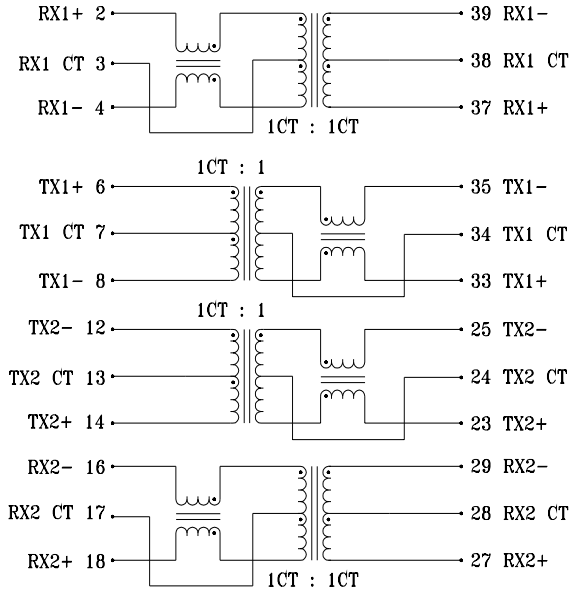 RX1+ 2 39 RX1-
RX1 CT 3 38 RX1 CT
RX1- 4 37 RX1+
1CT : 1CT
1CT : 1
TX1+ 6 35 TX1-
TX1 CT 7 34 TX1 CT
TX1- 8 33 TX1+
1CT : 1
TX2- 12 25 TX2-
TX2 CT 13 24 TX2 CT
TX2+ 14 23 TX2+
RX2- 16 29 RX2-
RX2 CT 17 28 RX2 CT
RX2+ 18 27 RX2+
1CT : 1CT